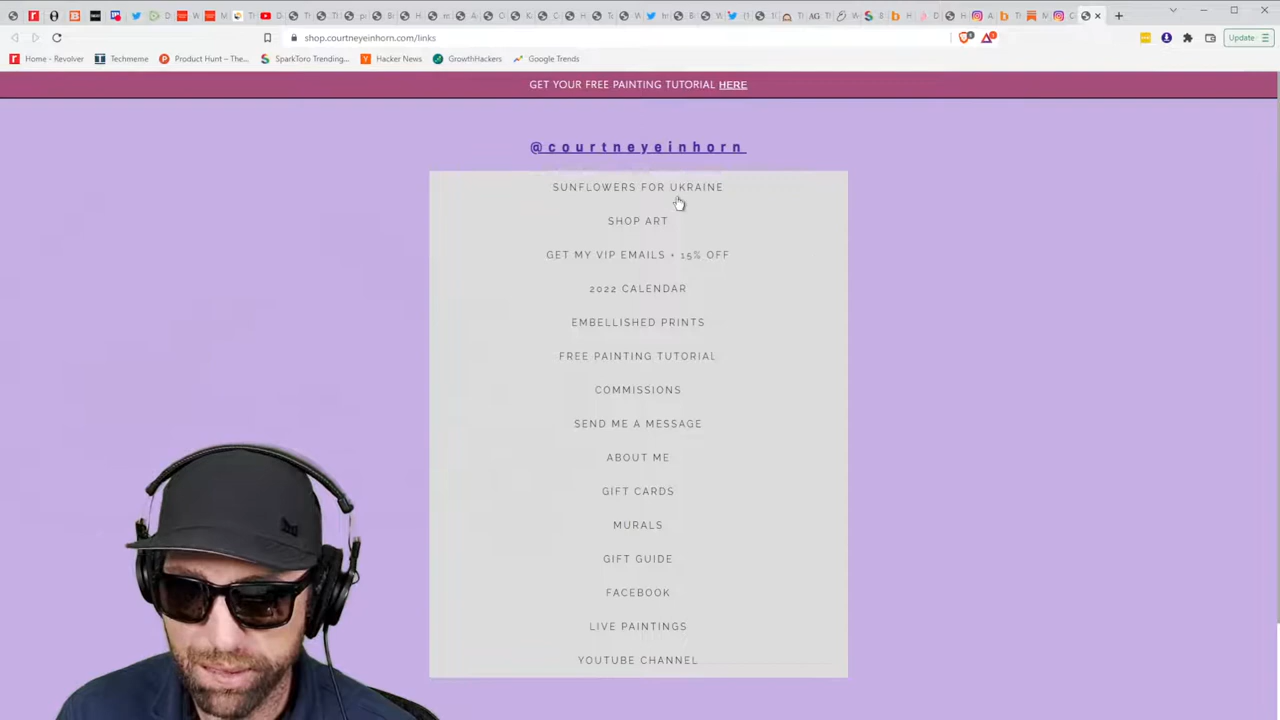 shop.courtneyeinhorn.com/links
Update
Home - Revolver
Techmeme
Product Hunt – The...
SparkToro Trending...
Hacker News
GrowthHackers
Google Trends
GET YOUR FREE PAINTING TUTORIAL HERE
@courtneyeinhorn
SUNFLOWERS FOR UKRAINE
SHOP ART
GET MY VIP EMAILS + 15% OFF
2022 CALENDAR
EMBELLISHED PRINTS
FREE PAINTING TUTORIAL
COMMISSIONS
SEND ME A MESSAGE
ABOUT ME
GIFT CARDS
MURALS
GIFT GUIDE
FACEBOOK
LIVE PAINTINGS
YOUTUBE CHANNEL